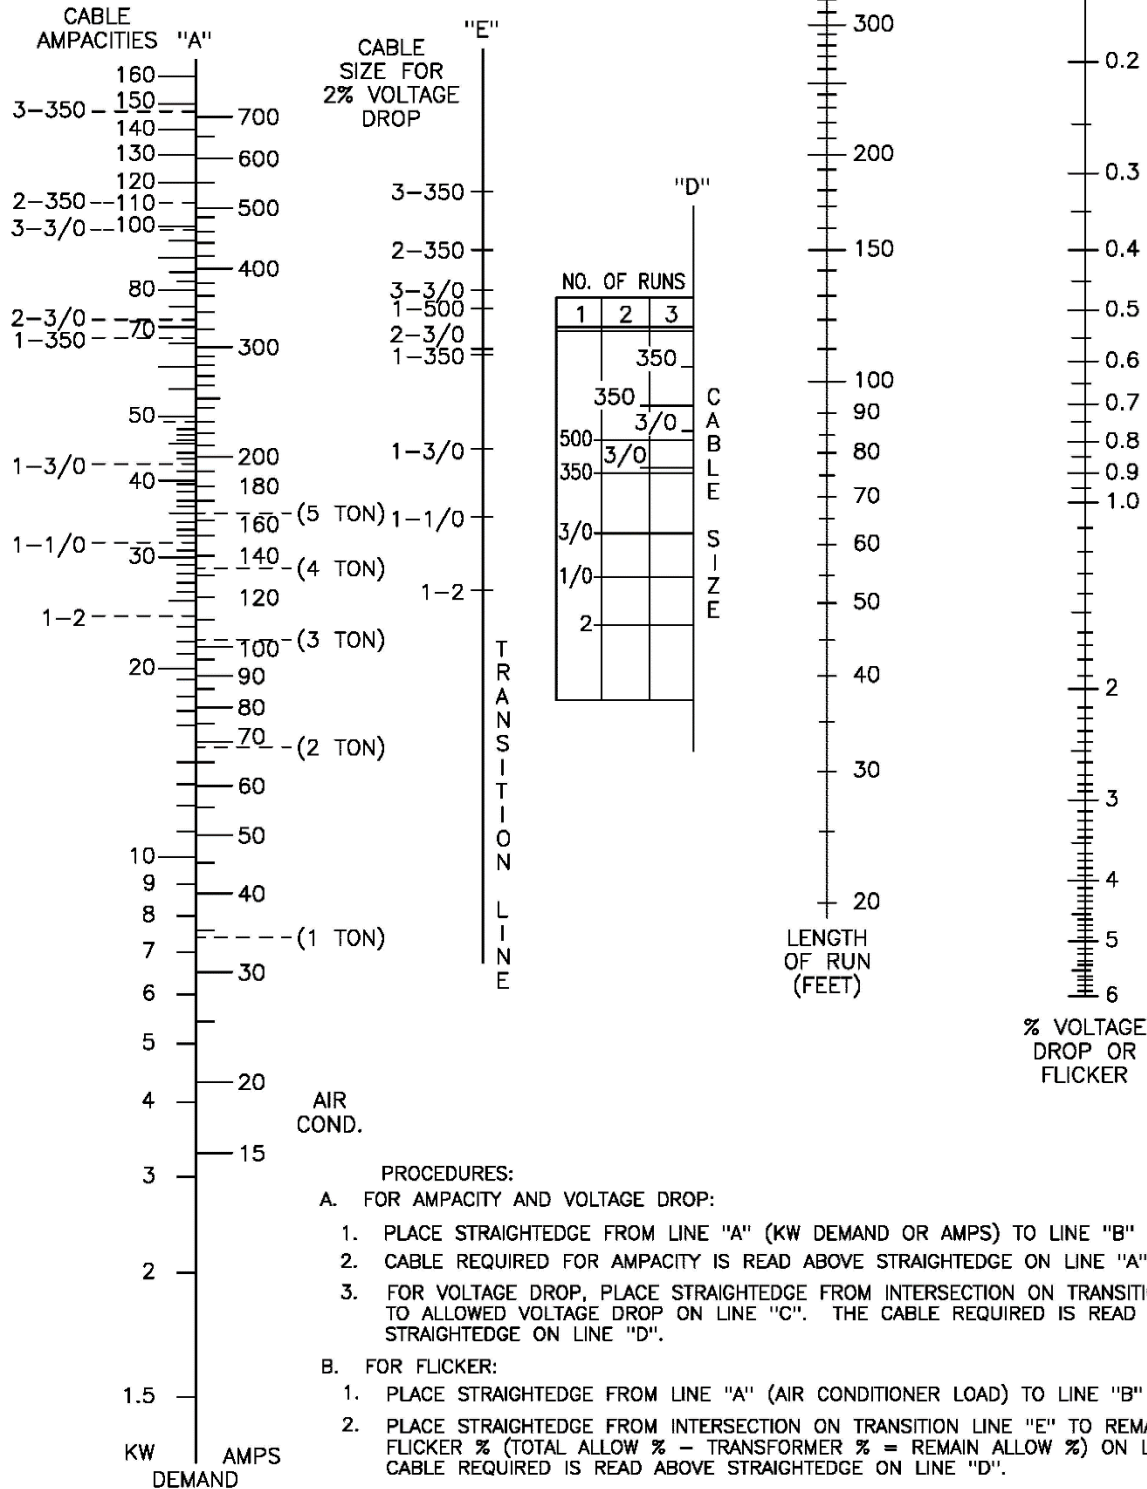 CABLE
AMPACITIES "A"
160
150
3-350
140
130
120
2-350
110
3-3/0
100
80
2-3/0
70
1-350
50
1-3/0
40
1-1/0
30
1-2
20
10
9
8
7
6
5
4
3
2
1.5
KW
AMPS
DEMAND
700
600
500
400
300
200
180
160
140
120
100
90
80
70
60
50
40
30
20
15
(5 TON)
(4 TON)
(3 TON)
(2 TON)
(1 TON)
AIR
COND.
"E"
CABLE
SIZE FOR
2% VOLTAGE
DROP
3-350
2-350
3-3/0
1-500
2-3/0
1-350
1-3/0
1-1/0
1-2
TRANSITION LINE
"D"
NO. OF RUNS
1 2 3
350
350
3/0
500
3/0
350
3/0
1/0
2
CABLE SIZE
300
200
150
100
90
80
70
60
50
40
30
20
LENGTH
OF RUN
(FEET)
0.2
0.3
0.4
0.5
0.6
0.7
0.8
0.9
1.0
2
3
4
5
6
% VOLTAGE
DROP OR
FLICKER
PROCEDURES:
A. FOR AMPACITY AND VOLTAGE DROP:
1. PLACE STRAIGHTEDGE FROM LINE "A" (KW DEMAND OR AMPS) TO LINE "B"
2. CABLE REQUIRED FOR AMPACITY IS READ ABOVE STRAIGHTEDGE ON LINE "A"
3. FOR VOLTAGE DROP, PLACE STRAIGHTEDGE FROM INTERSECTION ON TRANSITI
TO ALLOWED VOLTAGE DROP ON LINE "C". THE CABLE REQUIRED IS READ
STRAIGHTEDGE ON LINE "D".
B. FOR FLICKER:
1. PLACE STRAIGHTEDGE FROM LINE "A" (AIR CONDITIONER LOAD) TO LINE "B"
2. PLACE STRAIGHTEDGE FROM INTERSECTION ON TRANSITION LINE "E" TO REMA
FLICKER % (TOTAL ALLOW % - TRANSFORMER % = REMAIN ALLOW %) ON L
CABLE REQUIRED IS READ ABOVE STRAIGHTEDGE ON LINE "D".